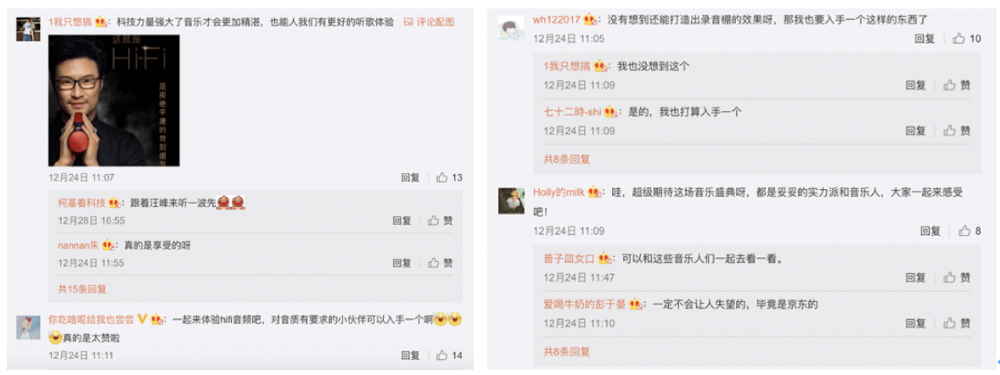 1我只想搞：科技力量强大了音乐才会更加精湛，也能人我们有更好的听歌体验 评论配图
这就是
Hi-Fi
是拒绝平庸的苛刻细节
12月24日 11:07 回复 13
柯基看科技：跟着汪峰来听一波先
12月28日 16:55 回复 赞
nannan朱：真的是享受的呀
12月24日 11:55 回复 赞
共15条回复
你吃啥呢给我也尝尝：一起来体验hifi音频吧，对音质有要求的小伙伴可以入手一个啊
真的是太赞啦
12月24日 11:11 回复 14
wh122017：没有想到还能打造出录音棚的效果呀，那我也要入手一个这样的东西了
12月24日 11:05 回复 10
1我只想搞：我也没想到这个
12月24日 11:09 回复 赞
七十二時-shi：是的，我也打算入手一个
12月24日 11:09 回复 赞
共8条回复
Holly的milk：哇，超级期待这场音乐盛典呀，都是妥妥的实力派和音乐人，大家一起来感受
吧！
12月24日 11:09 回复 8
普子皿女口：可以和这些音乐人们一起去看一看。
12月24日 11:47 回复 赞
爱喝牛奶的彭于晏：一定不会让人失望的，毕竟是京东的
12月24日 11:10 回复 赞
共8条回复